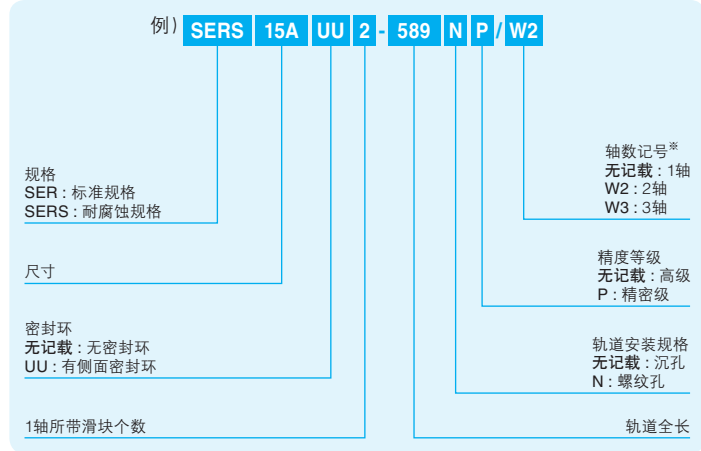 例) SERS 15A UU 2 - 589 N P / W2
规格
SER : 标准规格
SERS : 耐腐蚀规格
尺寸
密封环
无记载 : 无密封环
UU : 有侧面密封环
1轴所带滑块个数
轴数记号※
无记载 : 1轴
W2 : 2轴
W3 : 3轴
精度等级
无记载 : 高级
P : 精密级
轨道安装规格
无记载 : 沉孔
N : 螺纹孔
轨道全长